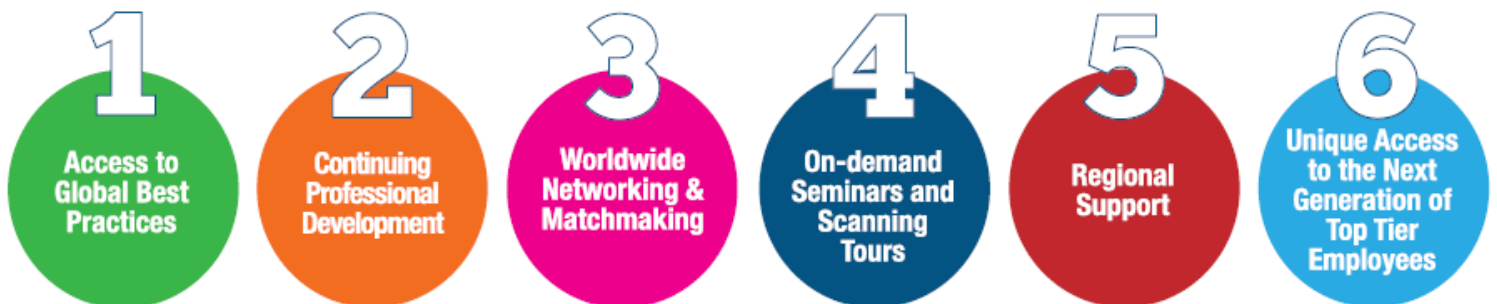 1
Access to
Global Best
Practices
2
Continuing
Professional
Development
3
Worldwide
Networking &
Matchmaking
4
On-demand
Seminars and
Scanning
Tours
5
Regional
Support
6
Unique Access
to the Next
Generation of
Top Tier
Employees